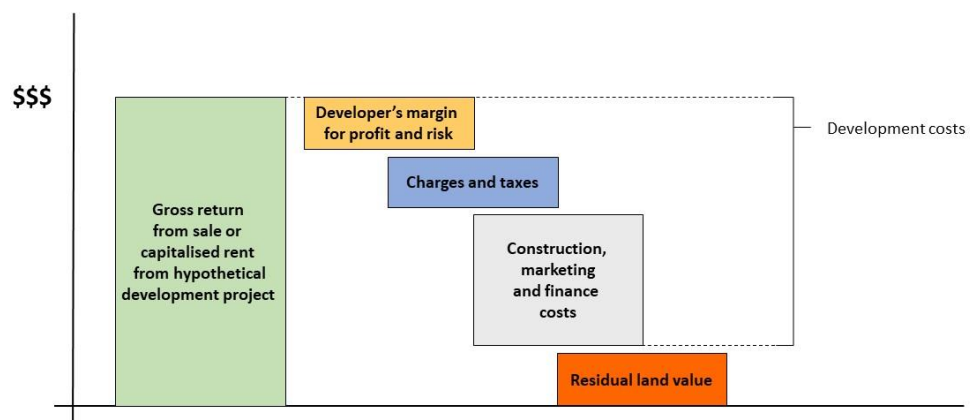 $$$
Gross return
from sale or
capitalised rent
from hypothetical
development project
Developer's margin
for profit and risk
Charges and taxes
Construction,
marketing
and finance
costs
Residual land value
Development costs